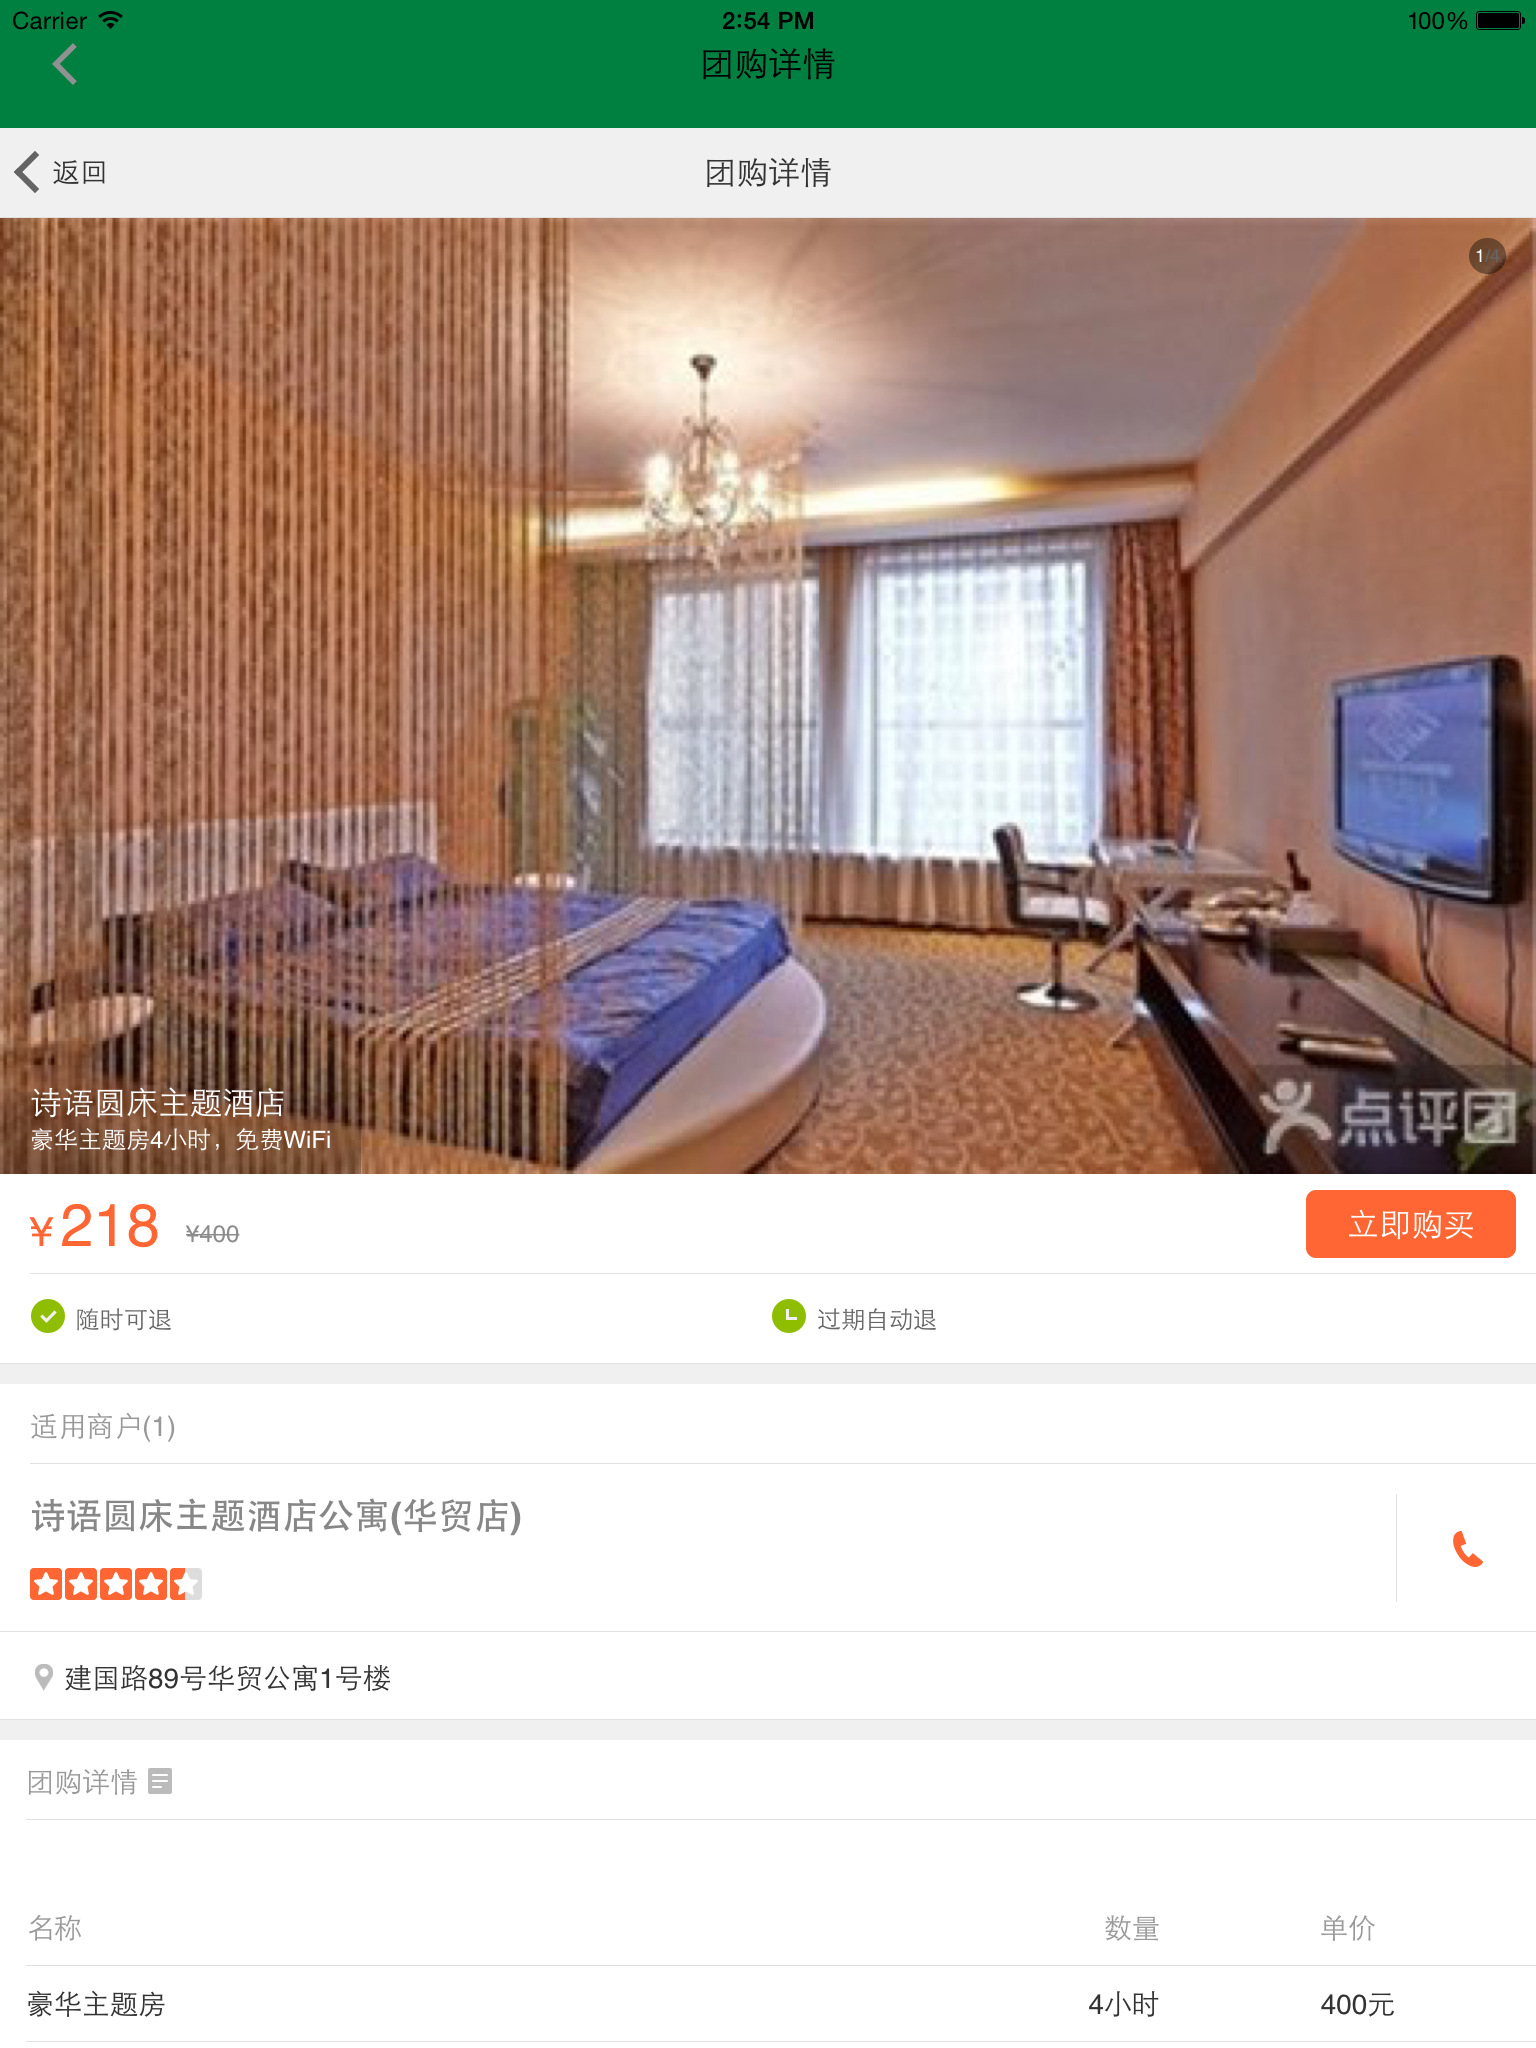 Carrier 2:54 PM 100%
团购详情
返回 团购详情
1/4
诗语圆床主题酒店
豪华主题房4小时，免费WiFi
点评团
¥218 ¥400 立即购买
随时可退 过期自动退
适用商户(1)
诗语圆床主题酒店公寓(华贸店)
建国路89号华贸公寓1号楼
团购详情
名称 数量 单价
豪华主题房 4小时 400元